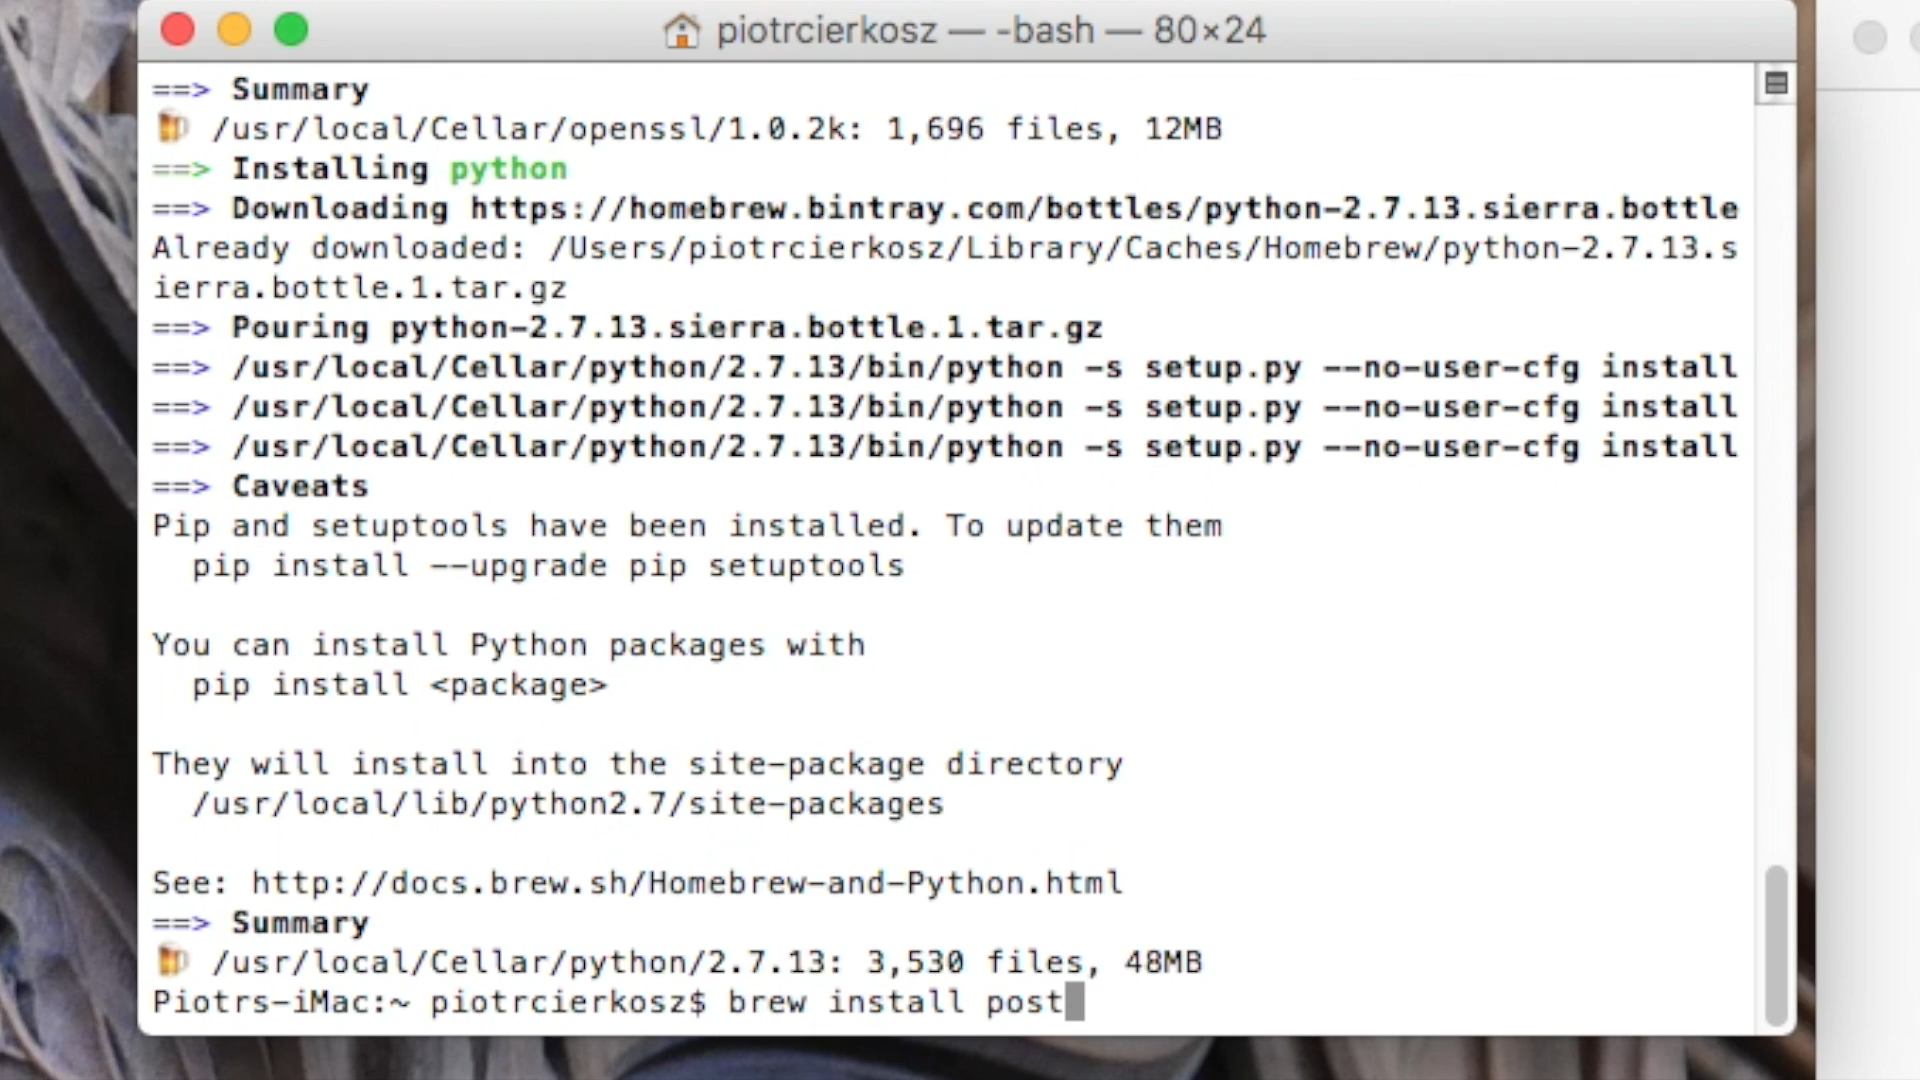 piotrcierkosz — -bash — 80×24
==> Summary
/usr/local/Cellar/openssl/1.0.2k: 1,696 files, 12MB
==> Installing python
==> Downloading https://homebrew.bintray.com/bottles/python-2.7.13.sierra.bottle
Already downloaded: /Users/piotrcierkosz/Library/Caches/Homebrew/python-2.7.13.s
ierra.bottle.1.tar.gz
==> Pouring python-2.7.13.sierra.bottle.1.tar.gz
==> /usr/local/Cellar/python/2.7.13/bin/python -s setup.py --no-user-cfg install
==> /usr/local/Cellar/python/2.7.13/bin/python -s setup.py --no-user-cfg install
==> /usr/local/Cellar/python/2.7.13/bin/python -s setup.py --no-user-cfg install
==> Caveats
Pip and setuptools have been installed. To update them
  pip install --upgrade pip setuptools
You can install Python packages with
  pip install <package>
They will install into the site-package directory
  /usr/local/lib/python2.7/site-packages
See: http://docs.brew.sh/Homebrew-and-Python.html
==> Summary
/usr/local/Cellar/python/2.7.13: 3,530 files, 48MB
Piotrs-iMac:~ piotrcierkosz$ brew install post